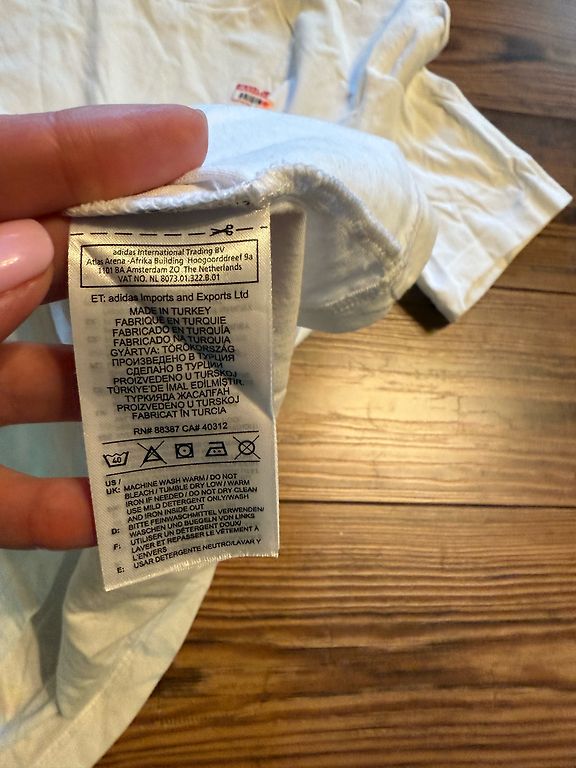 adidas International Trading BV
Atlas Arena -Afrika Building -Hoogoorddreef 9a
1101 BA Amsterdam ZO The Netherlands
VAT NO. NL 8073.01.322.B.01
ET: adidas Imports and Exports Ltd
MADE IN TURKEY
FABRIQUÉ EN TURQUIE
FABRICADO EN TURQUÍA
FABRICADO NA TURQUIA
GYÁRTVA: TÖRÖKORSZÁG
ПРОИЗВЕДЕНО В ТУРЦИЯ
СДЕЛАНО В ТУРЦИИ
PROIZVEDENO U TURSKOJ
TÜRKİYE'DE İMAL EDİLMİŞTİR.
ТУРКИЯДА ЖАСАЛҒАН
PROIZVEDENO U TURSKOJ
FABRICAT ÎN TURCIA
RN# 88387 CA# 40312
40
US / UK: MACHINE WASH WARM / DO NOT
BLEACH / TUMBLE DRY LOW / WARM
IRON IF NEEDED / DO NOT DRY CLEAN
USE MILD DETERGENT ONLY/WASH
AND IRON INSIDE OUT
D: BITTE FEINWASCHMITTEL VERWENDEN/
WASCHEN UND BUEGELN VON LINKS
F: UTILISER UN DETERGENT DOUX/
LAVER ET REPASSER LE VÊTEMENT À
L'ENVERS
E: USAR DETERGENTE NEUTRO/LAVAR Y